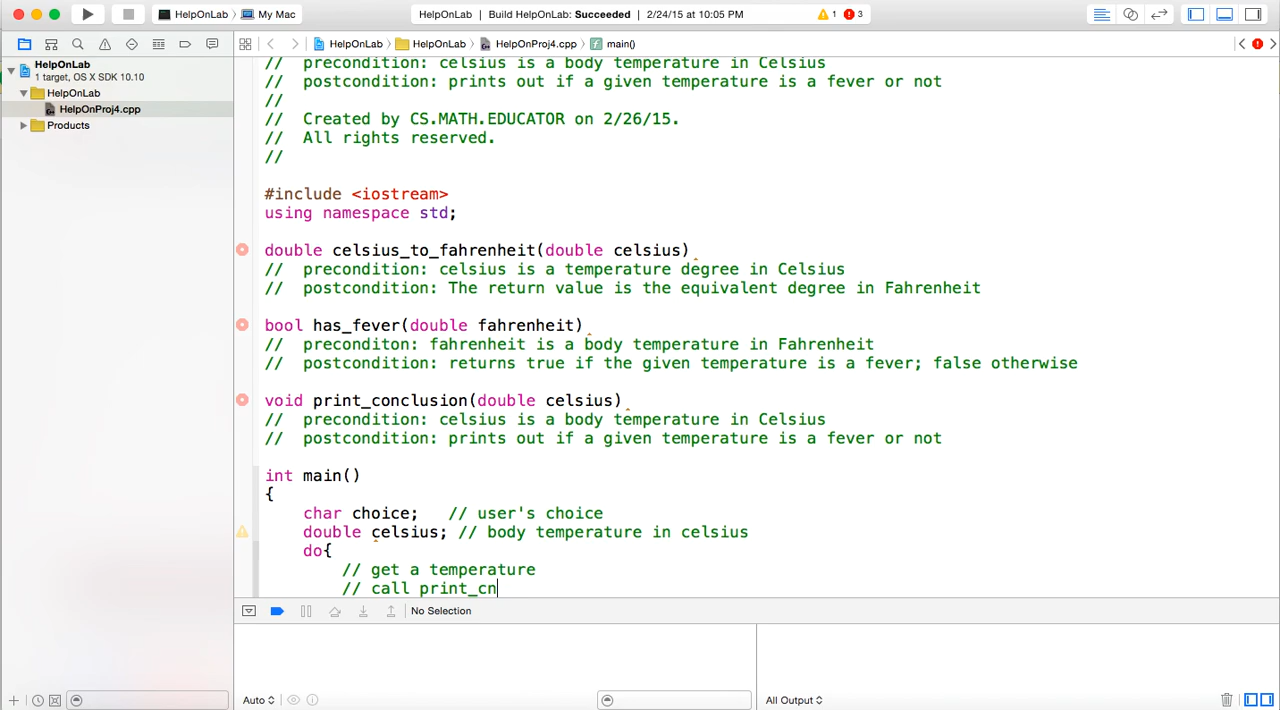 HelpOnLab My Mac HelpOnLab | Build HelpOnLab: Succeeded | 2/24/15 at 10:05 PM 1 3
HelpOnLab HelpOnLab HelpOnProj4.cpp main()
HelpOnLab
1 target, OS X SDK 10.10
HelpOnLab
HelpOnProj4.cpp
Products
// precondition: celsius is a body temperature in Celsius
// postcondition: prints out if a given temperature is a fever or not
//
// Created by CS.MATH.EDUCATOR on 2/26/15.
// All rights reserved.
//
#include <iostream>
using namespace std;
double celsius_to_fahrenheit(double celsius)
// precondition: celsius is a temperature degree in Celsius
// postcondition: The return value is the equivalent degree in Fahrenheit
bool has_fever(double fahrenheit)
// preconditon: fahrenheit is a body temperature in Fahrenheit
// postcondition: returns true if the given temperature is a fever; false otherwise
void print_conclusion(double celsius)
// precondition: celsius is a body temperature in Celsius
// postcondition: prints out if a given temperature is a fever or not
int main()
{
char choice; // user's choice
double celsius; // body temperature in celsius
do{
// get a temperature
// call print_cn
No Selection
Auto All Output